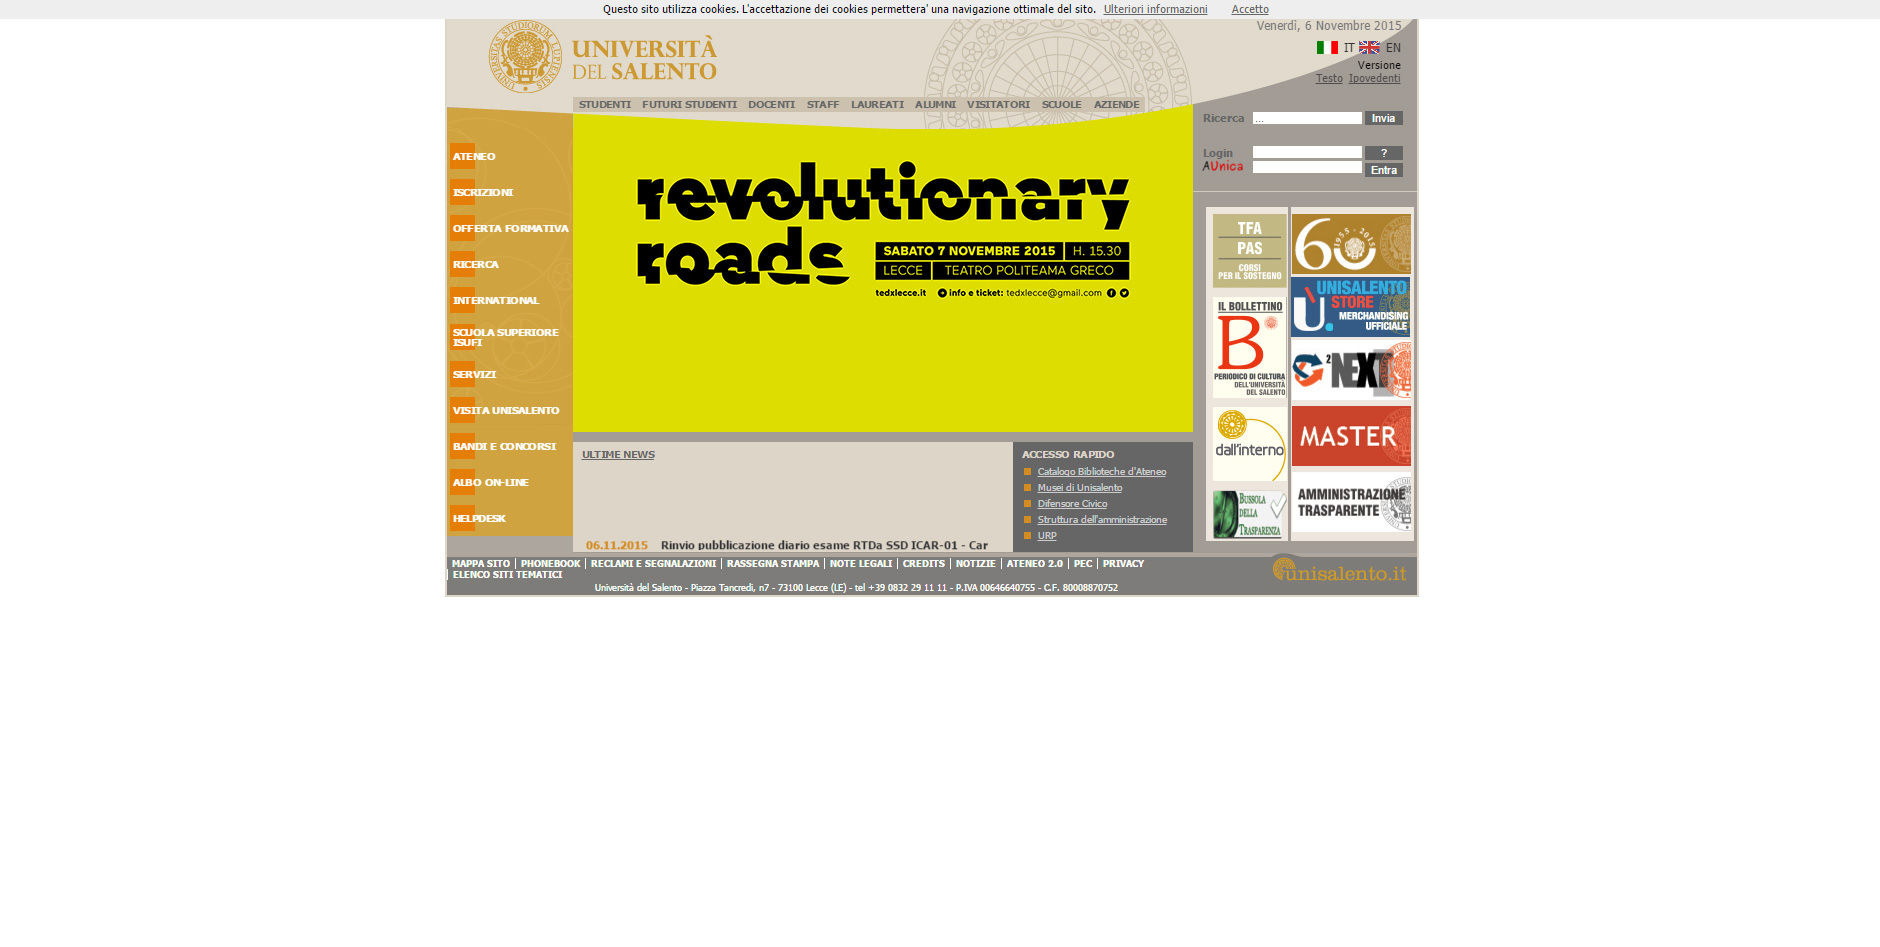 Questo sito utilizza cookies. L'accettazione dei cookies permettera' una navigazione ottimale del sito. Ulteriori informazioni Accetto
Venerdì, 6 Novembre 2015
UNIVERSITÀ
DEL SALENTO
IT EN
Versione
Testo Ipovedenti
STUDENTI FUTURI STUDENTI DOCENTI STAFF LAUREATI ALUMNI VISITATORI SCUOLE AZIENDE
Ricerca ... Invia
Login ?
AUnica Entra
ATENEO
ISCRIZIONI
OFFERTA FORMATIVA
RICERCA
INTERNATIONAL
SCUOLA SUPERIORE
ISUFI
SERVIZI
VISITA UNISALENTO
BANDI E CONCORSI
ALBO ON-LINE
HELPDESK
revolutionary
roads
SABATO 7 NOVEMBRE 2015 H. 15.30
LECCE TEATRO POLITEAMA GRECO
tedxlecce.it info e ticket: tedxlecce@gmail.com
TFA
PAS
CORSI
PER IL SOSTEGNO
IL BOLLETTINO
B
PERIODICO DI CULTURA
DELL'UNIVERSITÀ
DEL SALENTO
dall'interno
BUSSOLA
DELLA
TRASPARENZA
60
1955-2015
UNISALENTO
STORE
Ù.
MERCHANDISING
UFFICIALE
2
NEXT
MASTER
AMMINISTRAZIONE
TRASPARENTE
ULTIME NEWS
06.11.2015 Rinvio pubblicazione diario esame RTDa SSD ICAR-01 - Car
ACCESSO RAPIDO
Catalogo Biblioteche d'Ateneo
Musei di Unisalento
Difensore Civico
Struttura dell'amministrazione
URP
MAPPA SITO PHONEBOOK RECLAMI E SEGNALAZIONI RASSEGNA STAMPA NOTE LEGALI CREDITS NOTIZIE ATENEO 2.0 PEC PRIVACY
ELENCO SITI TEMATICI
unisalento.it
Università del Salento - Piazza Tancredi, n7 - 73100 Lecce (LE) - tel +39 0832 29 11 11 - P.IVA 00646640755 - C.F. 80008870752